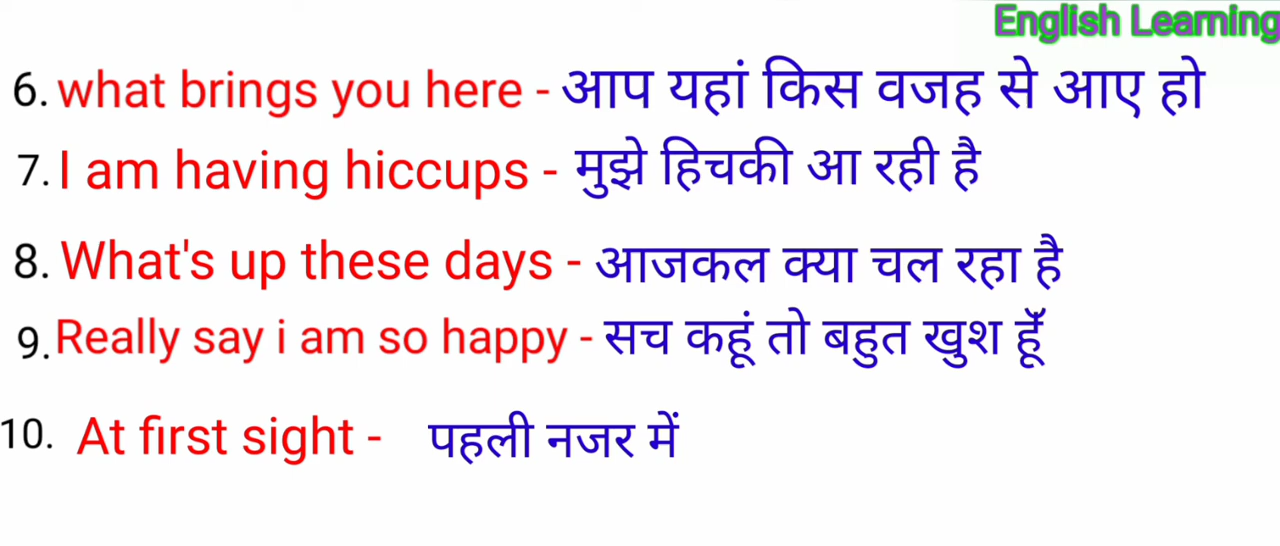 English Learning
6. what brings you here - आप यहां किस वजह से आए हो
7. I am having hiccups - मुझे हिचकी आ रही है
8. What's up these days - आजकल क्या चल रहा है
9. Really say i am so happy - सच कहूं तो बहुत खुश हूॅं
10. At first sight - पहली नजर में